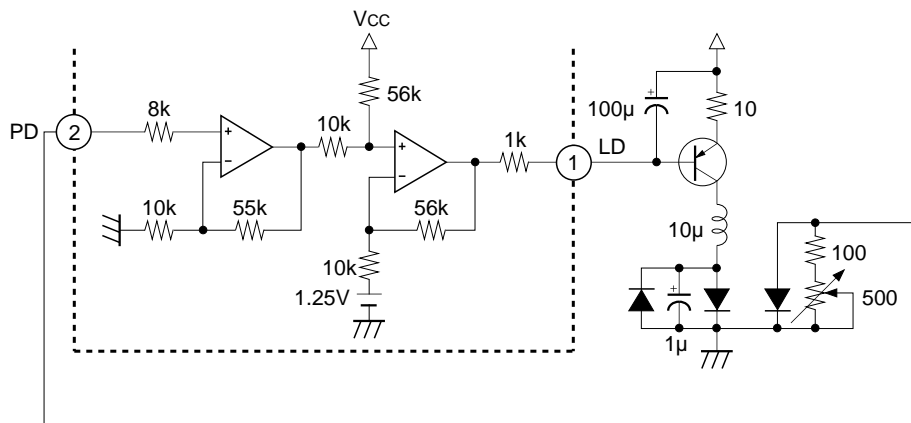 VCC
56k
8k
PD
2
10k
1k
LD
1
+
100μ
10
+
−
+
−
10k
55k
56k
10k
1.25V
10μ
+
1μ
100
500